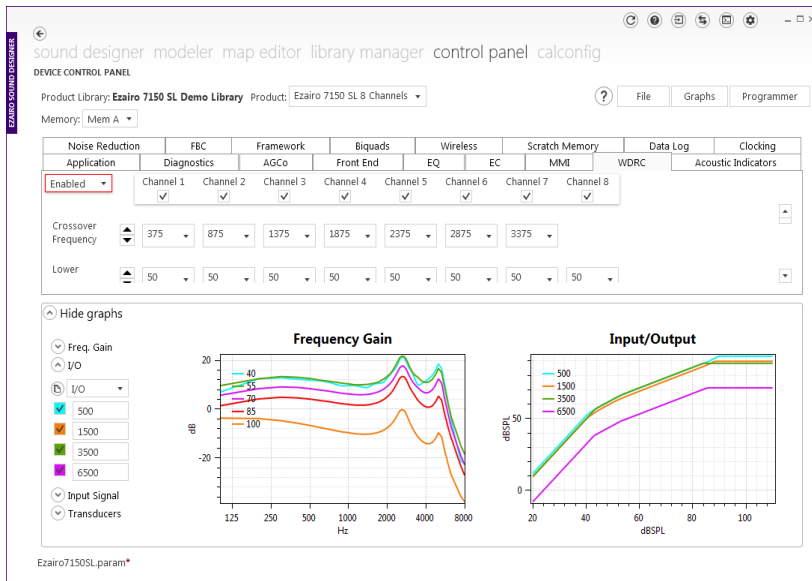 EZAIRO SOUND DESIGNER
sound designer modeler map editor library manager control panel calconfig
DEVICE CONTROL PANEL
Product Library: Ezairo 7150 SL Demo Library Product: Ezairo 7150 SL 8 Channels ? File Graphs Programmer
Memory: Mem A
Noise Reduction FBC Framework Biquads Wireless Scratch Memory Data Log Clocking
Application Diagnostics AGCo Front End EQ EC MMI WDRC Acoustic Indicators
Enabled Channel 1 Channel 2 Channel 3 Channel 4 Channel 5 Channel 6 Channel 7 Channel 8
Crossover Frequency 375 875 1375 1875 2375 2875 3375
Lower 50 50 50 50 50 50 50 50
Hide graphs
Freq. Gain
I/O
I/O
500
1500
3500
6500
Input Signal
Transducers
Frequency Gain
20
0
-20
dB
40
55
70
85
100
125 250 500 1000 2000 4000 8000
Hz
Input/Output
50
0
dBSPL
500
1500
3500
6500
20 40 60 80 100
dBSPL
Ezairo7150SL.param*